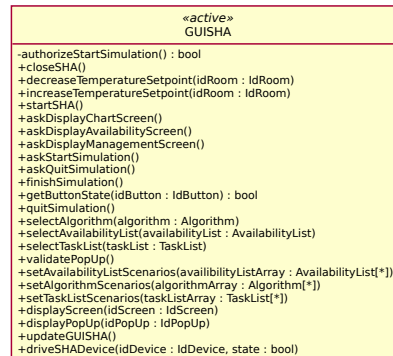 «active»
GUISHA
-authorizeStartSimulation() : bool
+closeSHA()
+decreaseTemperatureSetpoint(idRoom : IdRoom)
+increaseTemperatureSetpoint(idRoom : IdRoom)
+startSHA()
+askDisplayChartScreen()
+askDisplayAvailabilityScreen()
+askDisplayManagementScreen()
+askStartSimulation()
+askQuitSimulation()
+finishSimulation()
+getButtonState(idButton : IdButton) : bool
+quitSimulation()
+selectAlgorithm(algorithm : Algorithm)
+selectAvailabilityList(availabilityList : AvailabilityList)
+selectTaskList(taskList : TaskList)
+validatePopUp()
+setAvailabilityListScenarios(availibilityListArray : AvailabilityList[*])
+setAlgorithmScenarios(algorithmArray : Algorithm[*])
+setTaskListScenarios(taskListArray : TaskList[*])
+displayScreen(idScreen : IdScreen)
+displayPopUp(idPopUp : IdPopUp)
+updateGUISHA()
+driveSHADevice(idDevice : IdDevice, state : bool)